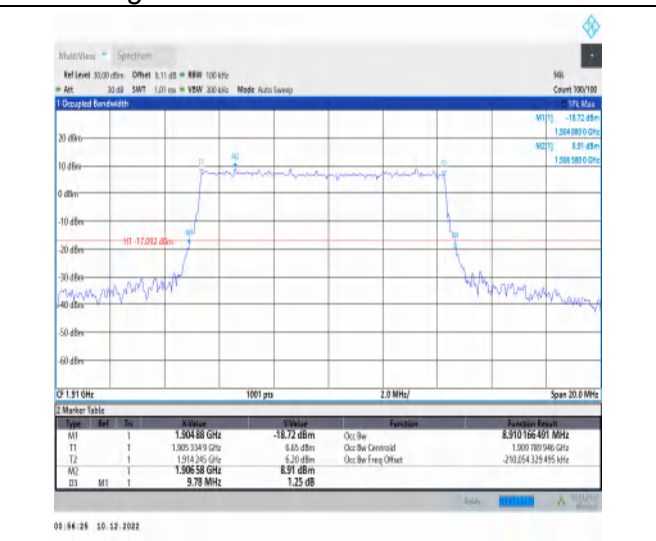 MultiView Spectrum
Ref Level 30.00 dBm Offset 8.11 dB RBW 100 kHz SGL
Att 30 dB SWT 1.01 ms VBW 300 kHz Mode Auto Sweep Count 100/100
1 Occupied Bandwidth 1Pk Max
M1[1] -18.72 dBm
1.904 880 0 GHz
M2[1] 8.91 dBm
1.906 580 0 GHz
20 dBm
10 dBm
0 dBm
-10 dBm
H1 -17.092 dBm
-20 dBm
-30 dBm
-40 dBm
-50 dBm
-60 dBm
CF 1.91 GHz 1001 pts 2.0 MHz/ Span 20.0 MHz
2 Marker Table
Type Ref Trc X-Value Y-Value Function Function Result
M1 1 1.904 88 GHz -18.72 dBm Occ Bw 8.910 166 491 MHz
T1 1 1.905 334 9 GHz 6.65 dBm Occ Bw Centroid 1.909 789 946 GHz
T2 1 1.914 245 GHz 6.20 dBm Occ Bw Freq Offset -210.054 329 495 kHz
M2 1 1.906 58 GHz 8.91 dBm
D3 M1 1 9.78 MHz 1.25 dB
10.12.2022